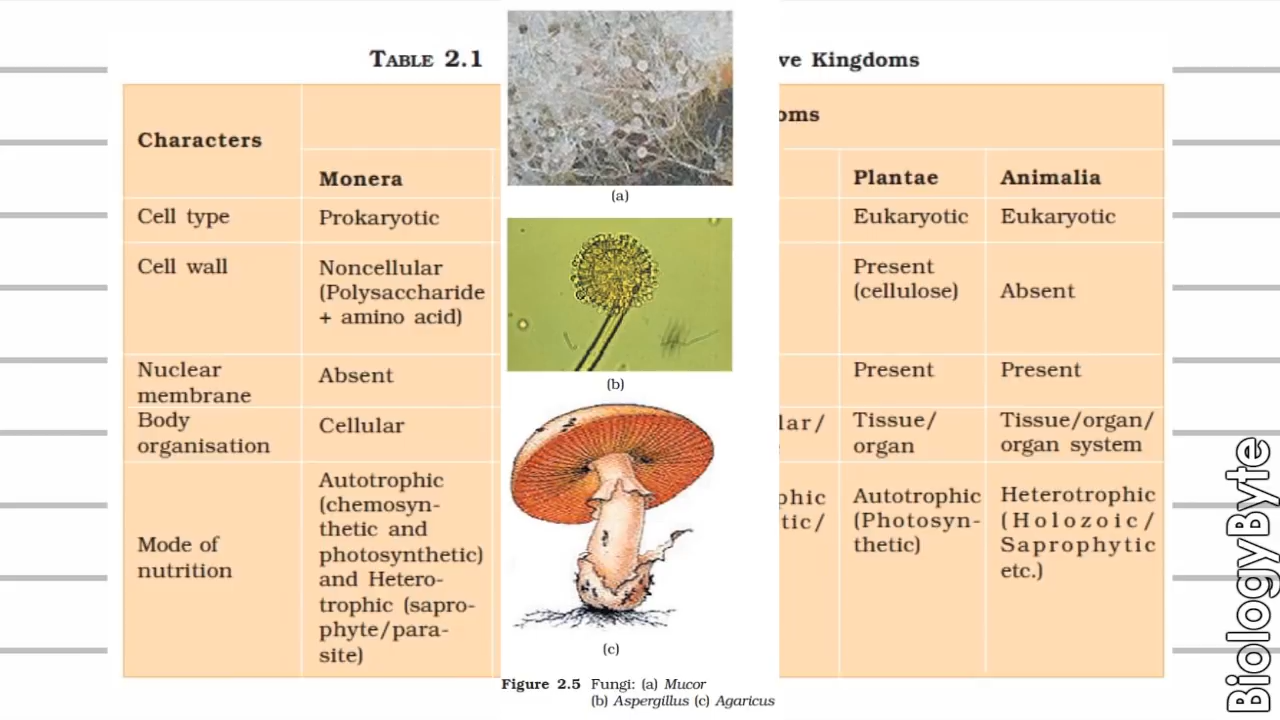 TABLE 2.1
ve Kingdoms
Characters
oms
Monera
Plantae
Animalia
Cell type
Prokaryotic
Eukaryotic
Eukaryotic
Cell wall
Noncellular
(Polysaccharide
+ amino acid)
Present
(cellulose)
Absent
Nuclear
membrane
Absent
Present
Present
Body
organisation
Cellular
lar/
Tissue/
organ
Tissue/organ/
organ system
Mode of
nutrition
Autotrophic
(chemosyn-
thetic and
photosynthetic)
and Hetero-
trophic (sapro-
phyte/para-
site)
phic
tic/
Autotrophic
(Photosyn-
thetic)
Heterotrophic
(Holozoic/
Saprophytic
etc.)
(a)
(b)
(c)
Figure 2.5 Fungi: (a) Mucor
(b) Aspergillus (c) Agaricus
BiologyByte